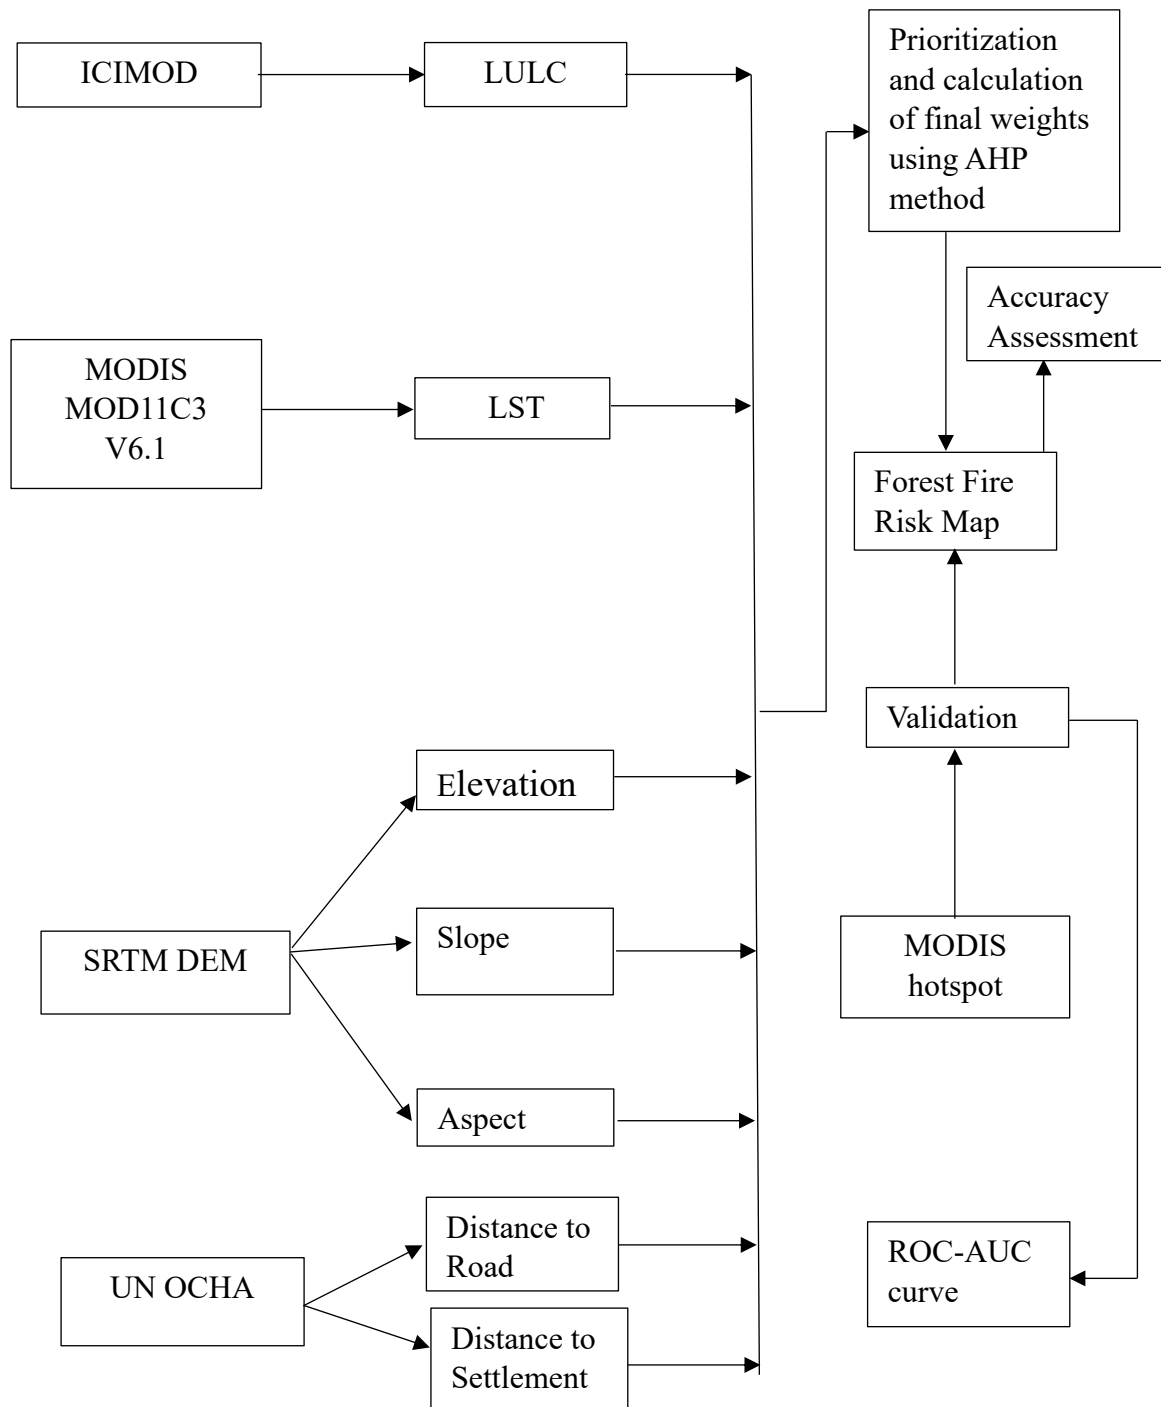 ICIMOD
LULC
Prioritization
and calculation
of final weights
using AHP
method
Accuracy
Assessment
MODIS
MOD11C3
V6.1
LST
Forest Fire
Risk Map
Validation
Elevation
Slope
SRTM DEM
MODIS
hotspot
Aspect
Distance to
Road
UN OCHA
ROC-AUC
curve
Distance to
Settlement